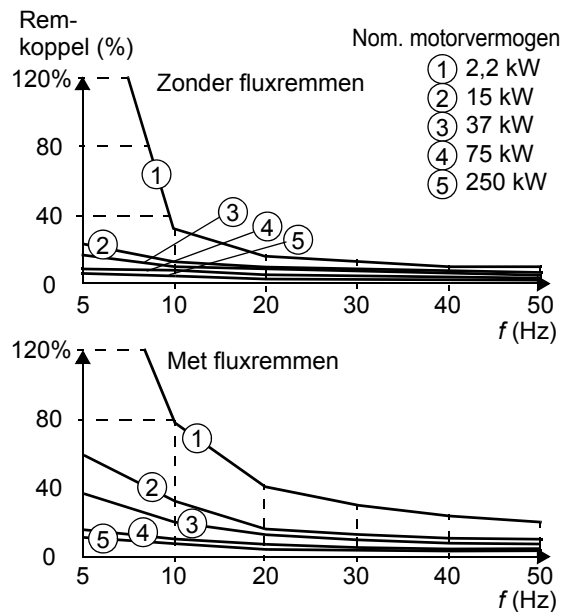 Rem-
koppel (%)
Nom. motorvermogen
① 2,2 kW
② 15 kW
③ 37 kW
④ 75 kW
⑤ 250 kW
Zonder fluxremmen
120%
80
40
0
①
②
③
④
⑤
5 10 20 30 40 50
f (Hz)
Met fluxremmen
120%
80
40
0
①
②
③
④
⑤
5 10 20 30 40 50
f (Hz)